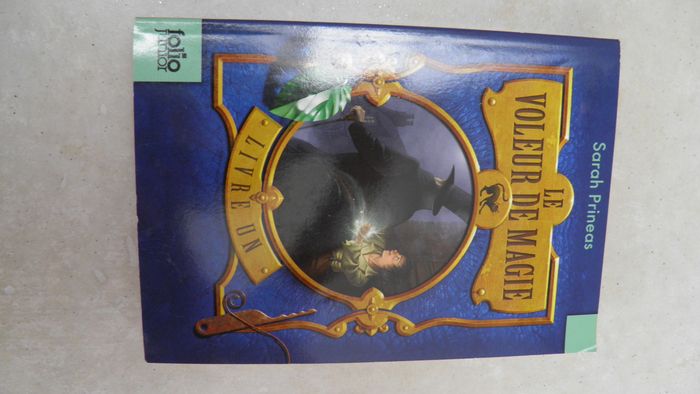 Sarah Prineas
LE
VOLEUR DE MAGIE
LIVRE UN
folio
junior